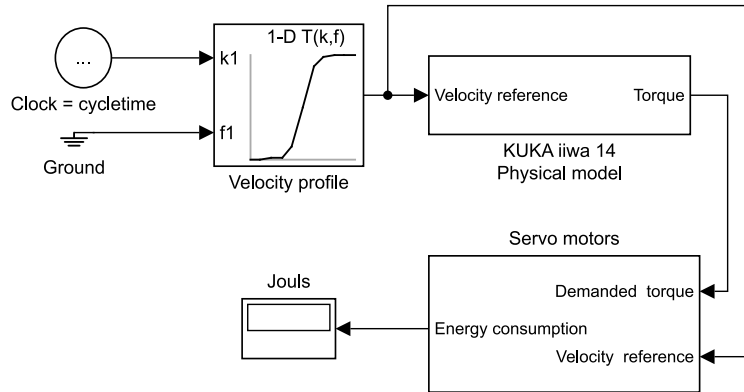 ...
Clock = cycletime
Ground
1-D T(k,f)
k1
f1
Velocity profile
Velocity reference
Torque
KUKA iiwa 14
Physical model
Servo motors
Demanded torque
Energy consumption
Velocity reference
Jouls